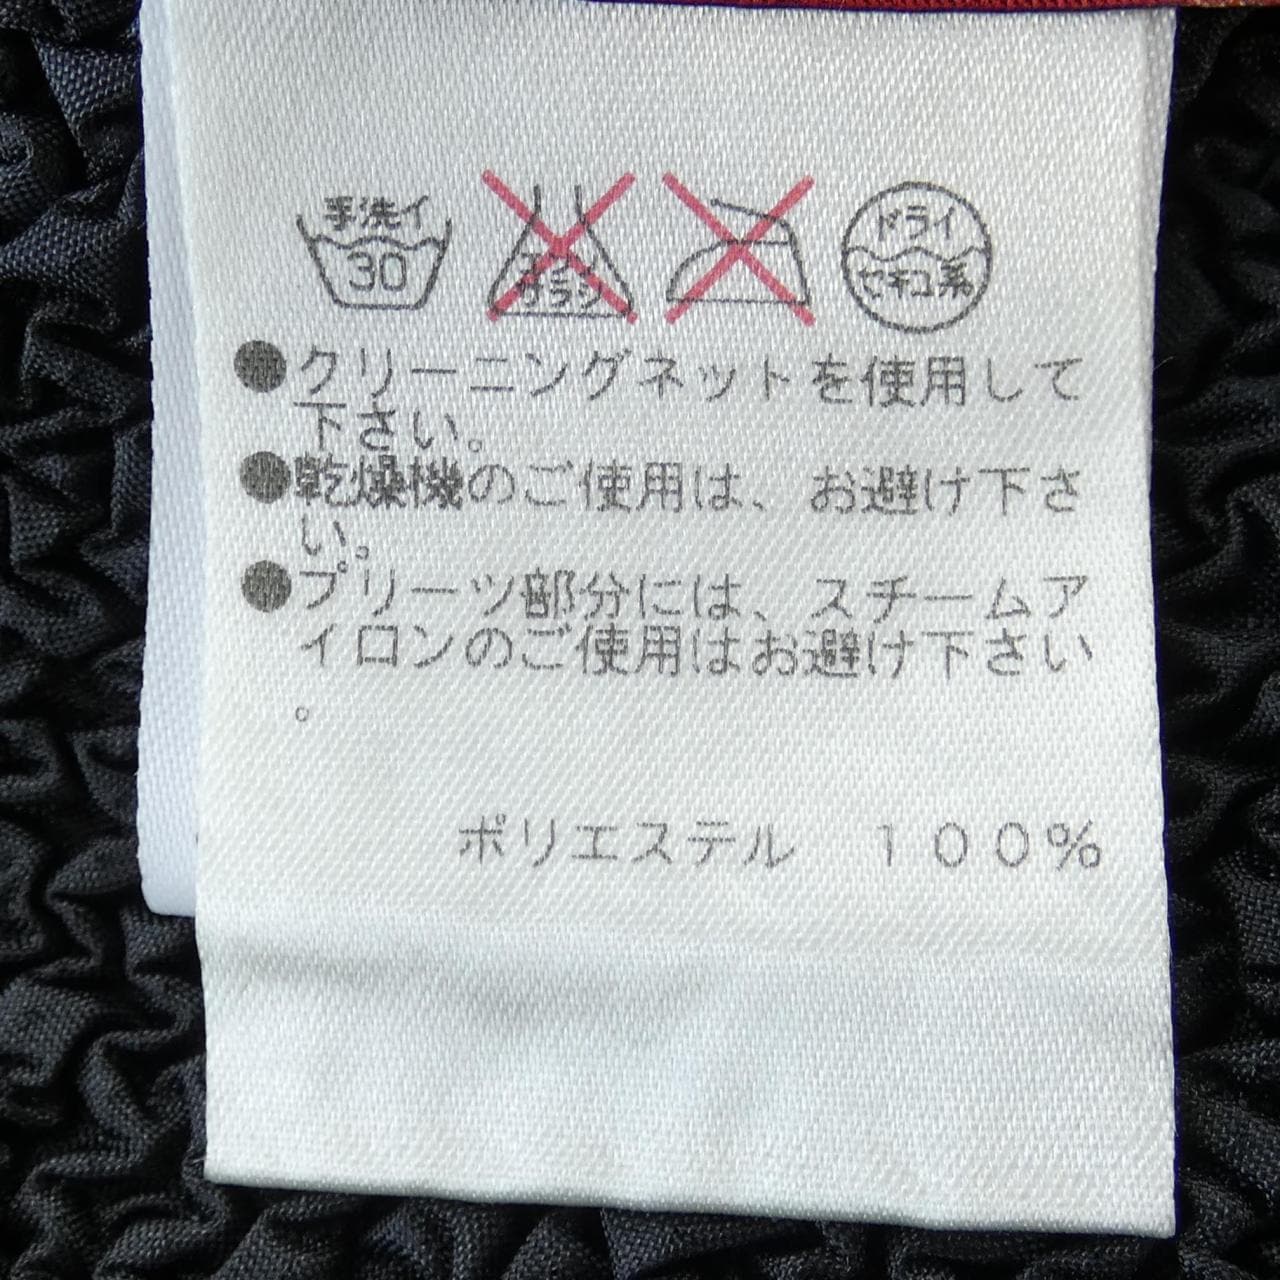 手洗イ ドライ
30 セキユ系
●クリーニングネットを使用して
下さい。
●乾燥機のご使用は、お避け下さ
い。
●プリーツ部分には、スチームア
イロンのご使用はお避け下さい
。
ポリエステル 100%